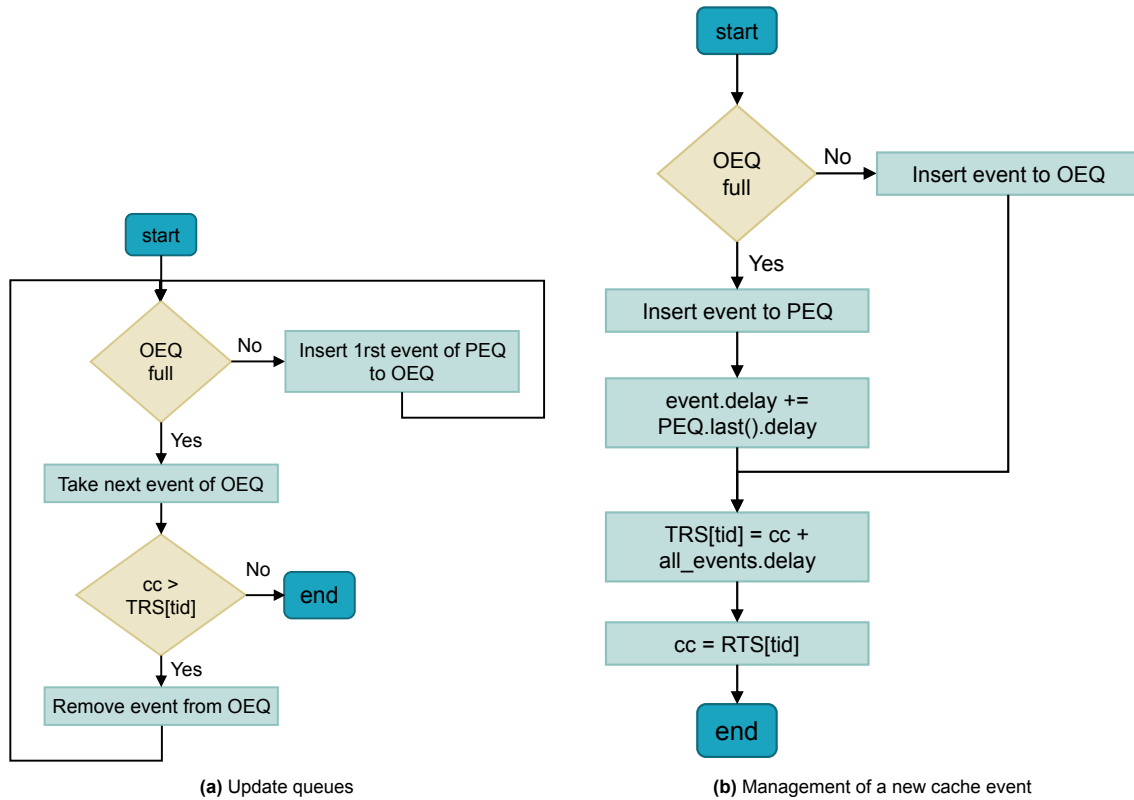 start
OEQ
full
No
Insert 1rst event of PEQ
to OEQ
Yes
Take next event of OEQ
cc >
TRS[tid]
No
end
Yes
Remove event from OEQ
(a) Update queues
start
OEQ
full
No
Insert event to OEQ
Yes
Insert event to PEQ
event.delay +=
PEQ.last().delay
TRS[tid] = cc +
all_events.delay
cc = RTS[tid]
end
(b) Management of a new cache event